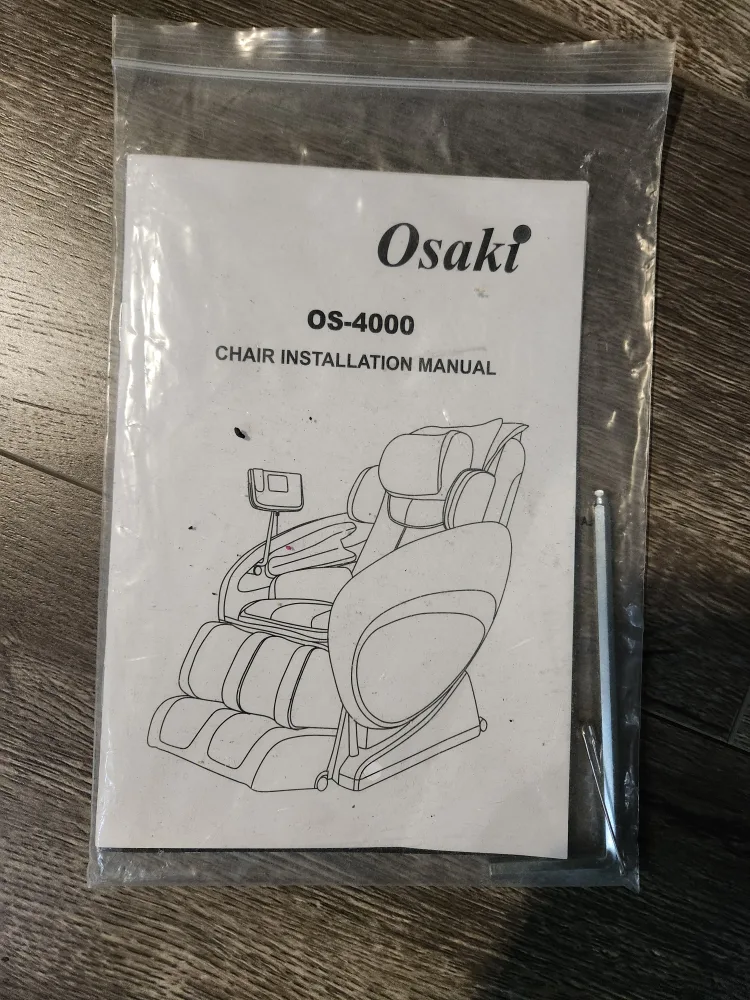 Osaki
OS-4000
CHAIR INSTALLATION MANUAL